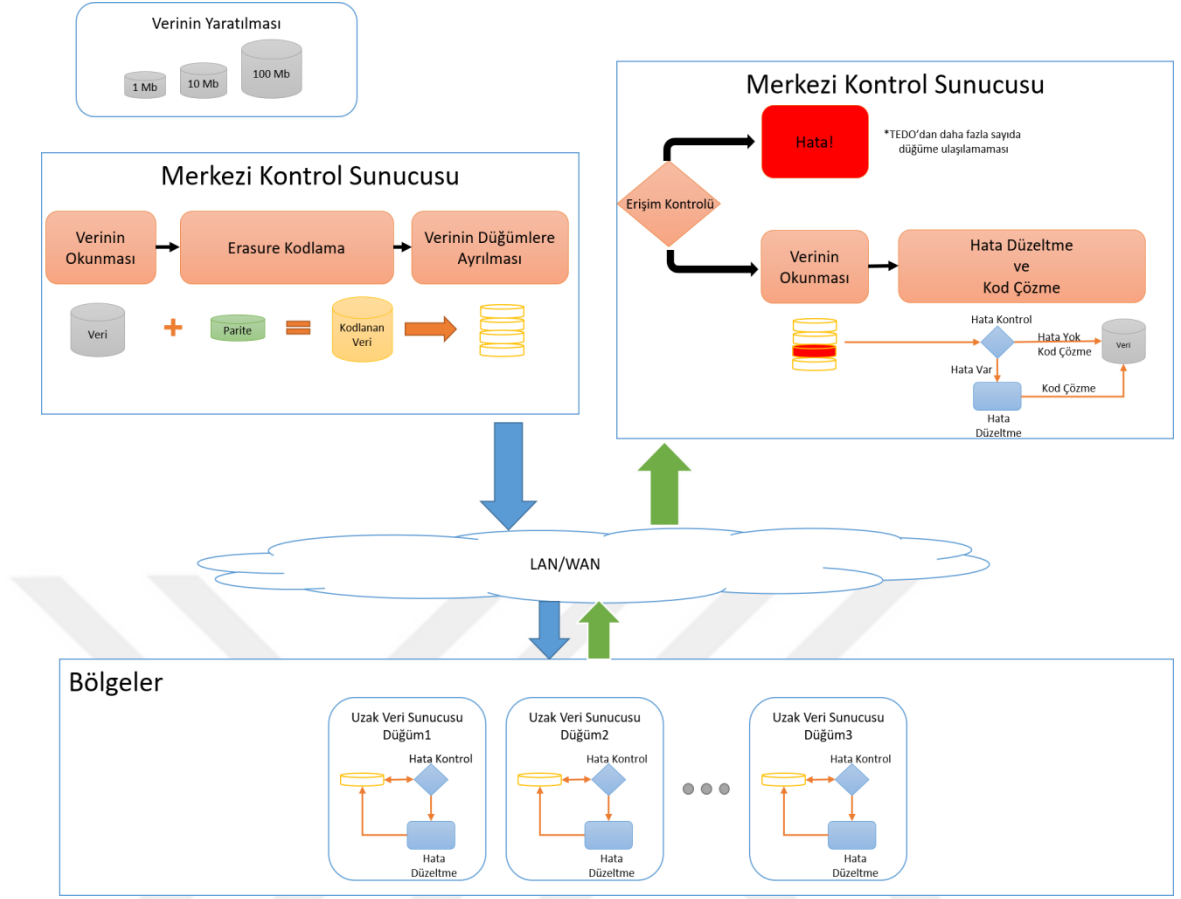 Verinin Yaratılması
1 Mb
10 Mb
100 Mb
Merkezi Kontrol Sunucusu
Verinin
Okunması
Erasure Kodlama
Verinin Düğümlere
Ayrılması
Veri
Parite
Kodlanan
Veri
Merkezi Kontrol Sunucusu
Hata!
*TEDO'dan daha fazla sayıda
düğüme ulaşılamaması
Erişim Kontrolü
Verinin
Okunması
Hata Düzeltme
ve
Kod Çözme
Hata Kontrol
Hata Yok
Kod Çözme
Veri
Hata Var
Kod Çözme
Hata
Düzeltme
LAN/WAN
Bölgeler
Uzak Veri Sunucusu
Düğüm1
Hata Kontrol
Hata
Düzeltme
Uzak Veri Sunucusu
Düğüm2
Hata Kontrol
Hata
Düzeltme
Uzak Veri Sunucusu
Düğüm3
Hata Kontrol
Hata
Düzeltme